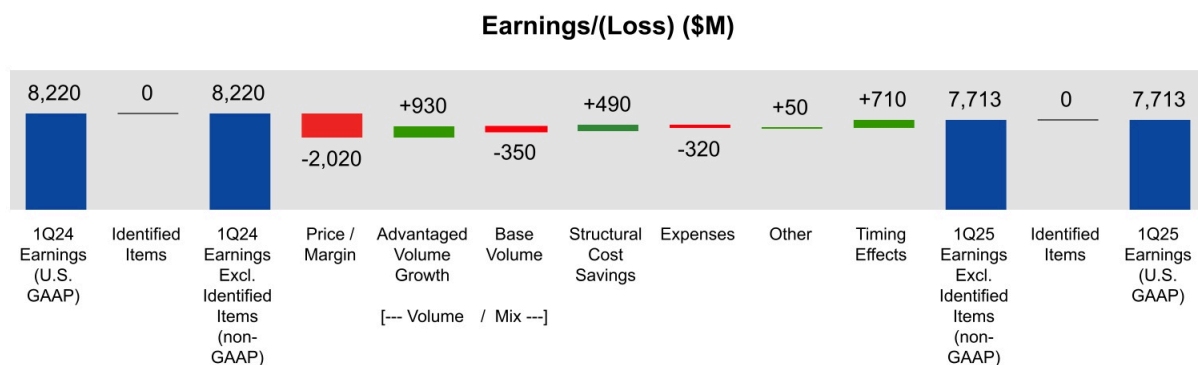 Earnings/(Loss) ($M)
8,220
0
8,220
-2,020
+930
-350
+490
-320
+50
+710
7,713
0
7,713
1Q24
Earnings
(U.S.
GAAP)
Identified
Items
1Q24
Earnings
Excl.
Identified
Items
(non-
GAAP)
Price /
Margin
Advantaged
Volume
Growth
Base
Volume
[--- Volume / Mix ---]
Structural
Cost
Savings
Expenses
Other
Timing
Effects
1Q25
Earnings
Excl.
Identified
Items
(non-
GAAP)
Identified
Items
1Q25
Earnings
(U.S.
GAAP)